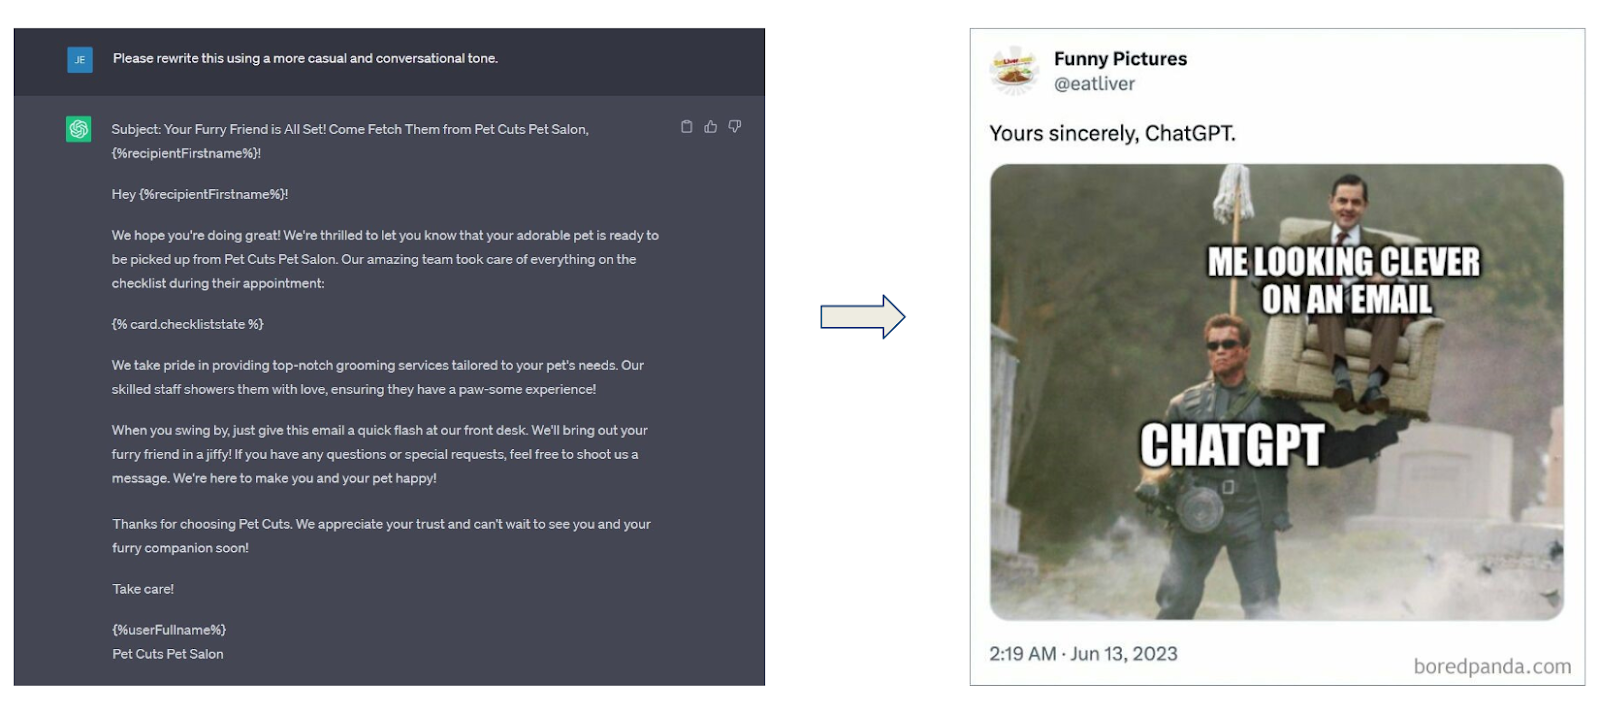 JE
Please rewrite this using a more casual and conversational tone.
Subject: Your Furry Friend is All Set! Come Fetch Them from Pet Cuts Pet Salon,
{%recipientFirstname%}!
Hey {%recipientFirstname%}!
We hope you're doing great! We're thrilled to let you know that your adorable pet is ready to
be picked up from Pet Cuts Pet Salon. Our amazing team took care of everything on the
checklist during their appointment:
{% card.checkliststate %}
We take pride in providing top-notch grooming services tailored to your pet's needs. Our
skilled staff showers them with love, ensuring they have a paw-some experience!
When you swing by, just give this email a quick flash at our front desk. We'll bring out your
furry friend in a jiffy! If you have any questions or special requests, feel free to shoot us a
message. We're here to make you and your pet happy!
Thanks for choosing Pet Cuts. We appreciate your trust and can't wait to see you and your
furry companion soon!
Take care!
{%userFullname%}
Pet Cuts Pet Salon
Funny Pictures
@eatliver
Yours sincerely, ChatGPT.
ME LOOKING CLEVER
ON AN EMAIL
CHATGPT
2:19 AM · Jun 13, 2023
boredpanda.com